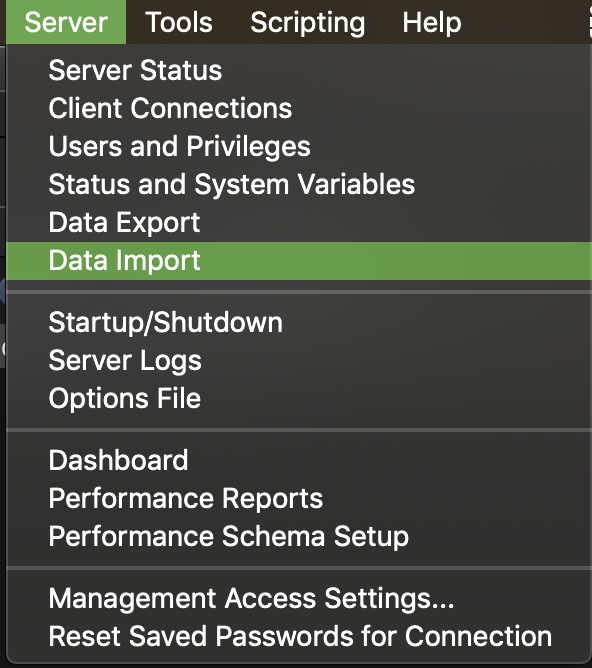 Server Tools Scripting Help
Server Status
Client Connections
Users and Privileges
Status and System Variables
Data Export
Data Import
Startup/Shutdown
Server Logs
Options File
Dashboard
Performance Reports
Performance Schema Setup
Management Access Settings...
Reset Saved Passwords for Connection